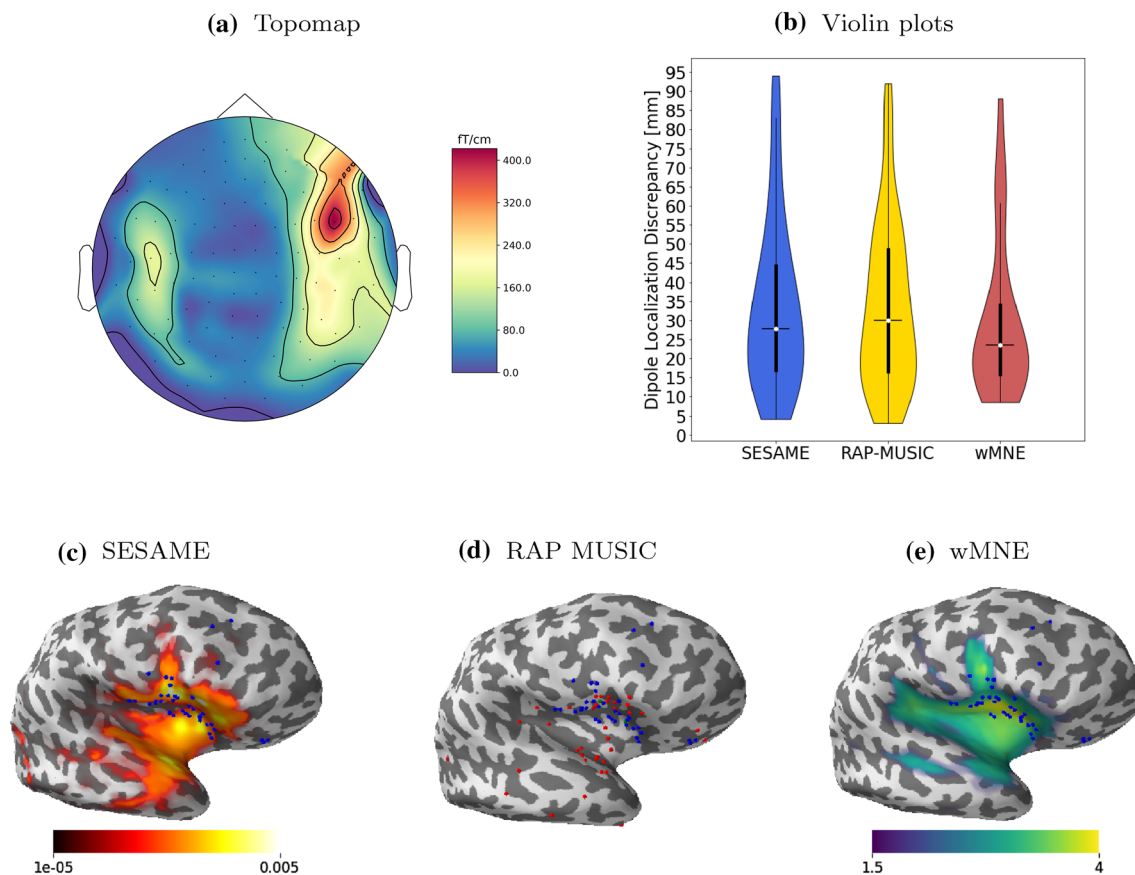 (a) Topomap
(b) Violin plots
fT/cm
400.0
320.0
240.0
160.0
80.0
0.0
Dipole Localization Discrepancy [mm]
95
90
85
80
75
70
65
60
55
50
45
40
35
30
25
20
15
10
5
0
SESAME
RAP-MUSIC
wMNE
(c) SESAME
(d) RAP MUSIC
(e) wMNE
1e-05
0.005
1.5
4